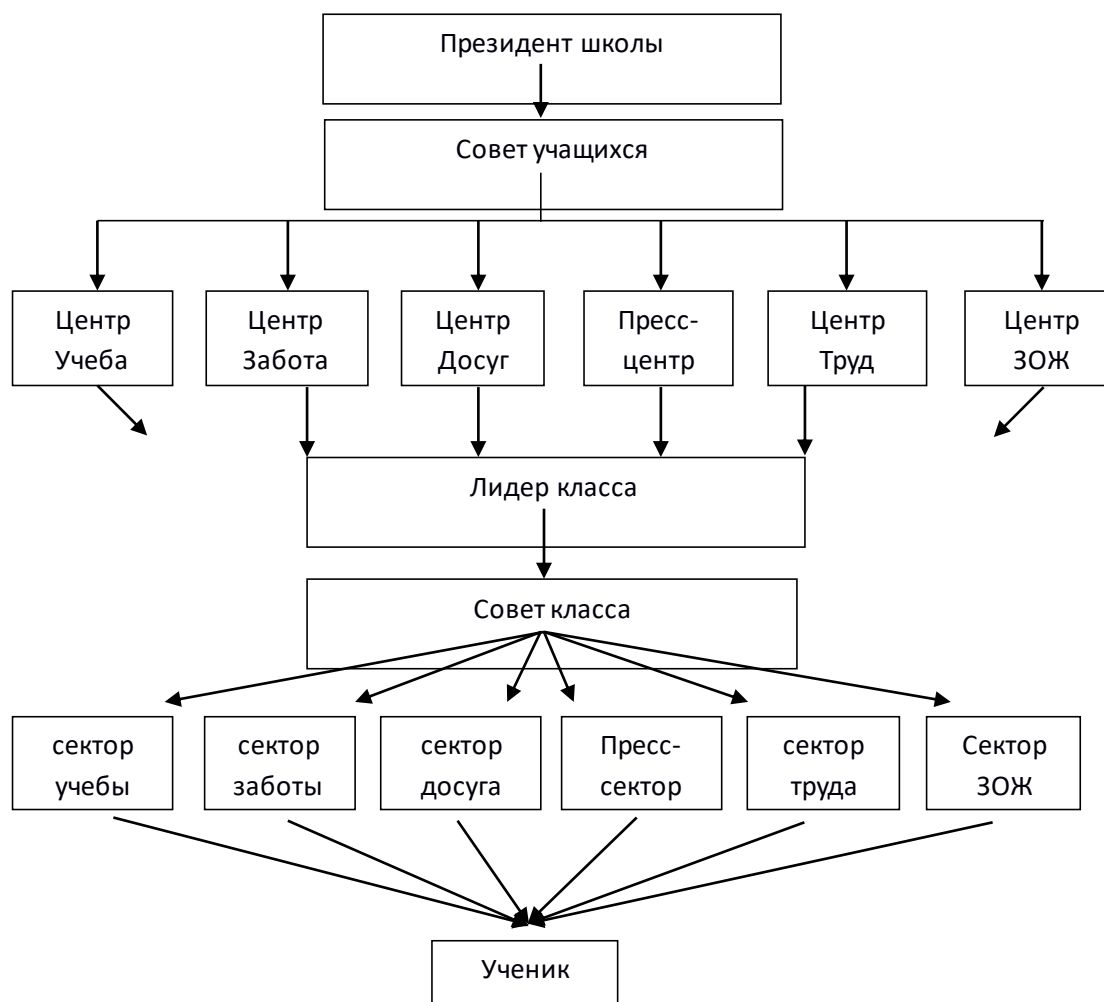 Президент школы
Совет учащихся
Центр
Учеба
Центр
Забота
Центр
Досуг
Пресс-
центр
Центр
Труд
Центр
ЗОЖ
Лидер класса
Совет класса
сектор
учебы
сектор
заботы
сектор
досуга
Пресс-
сектор
сектор
труда
Сектор
ЗОЖ
Ученик